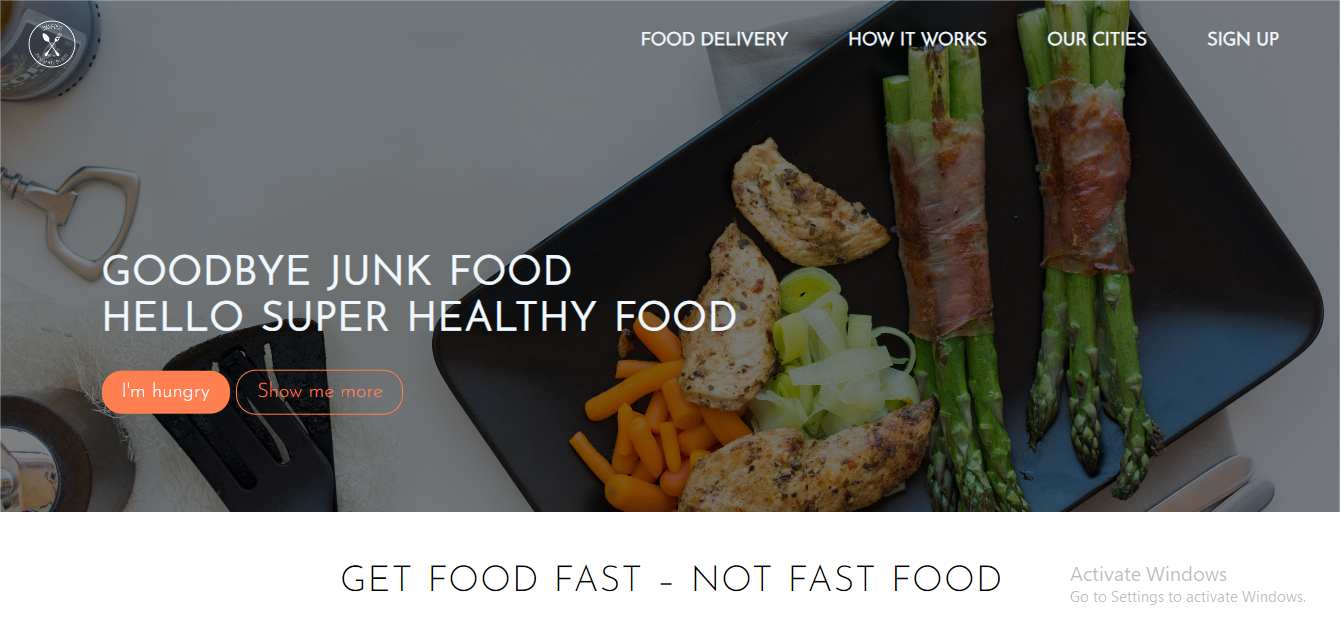 FOOD DELIVERY
HOW IT WORKS
OUR CITIES
SIGN UP
GOODBYE JUNK FOOD
HELLO SUPER HEALTHY FOOD
I'm hungry
Show me more
GET FOOD FAST – NOT FAST FOOD
Activate Windows
Go to Settings to activate Windows.